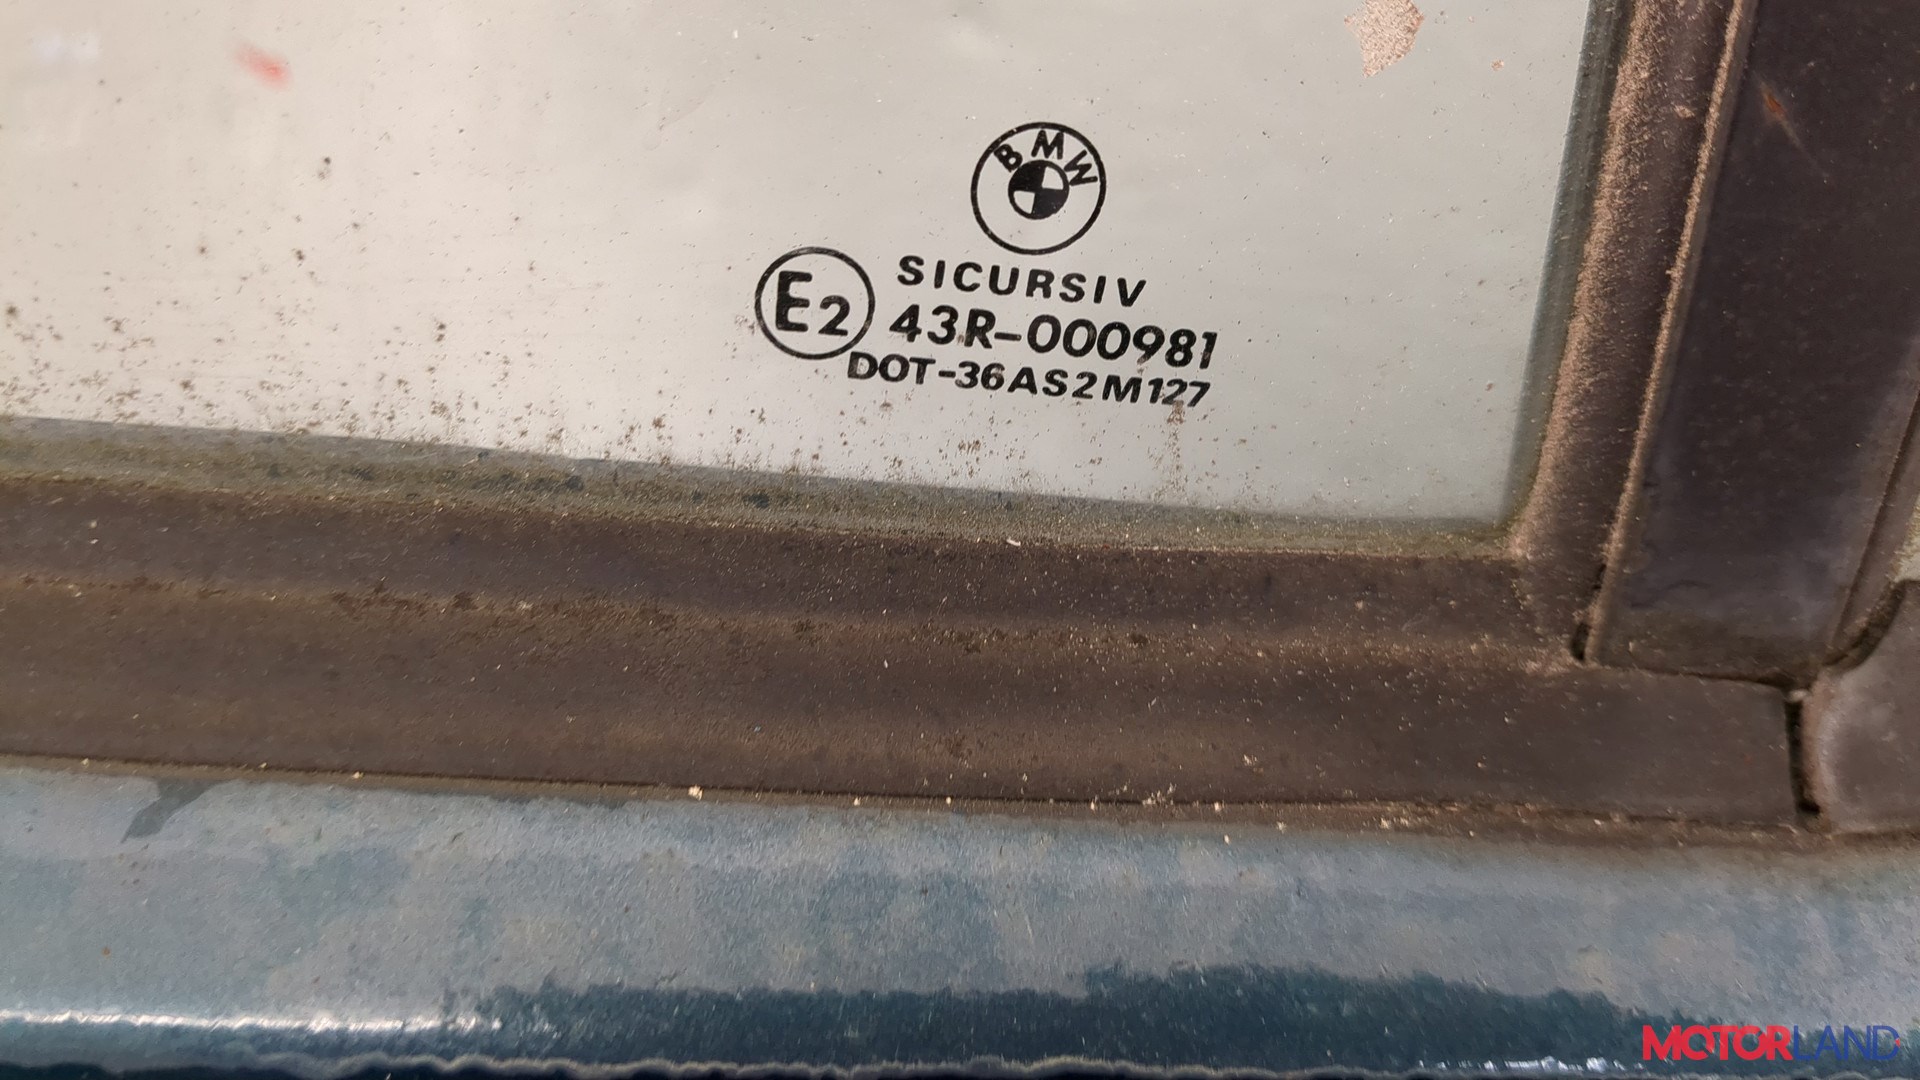 BMW
SICURSIV
E2
43R-000981
DOT-36AS2M127
MOTORLAND